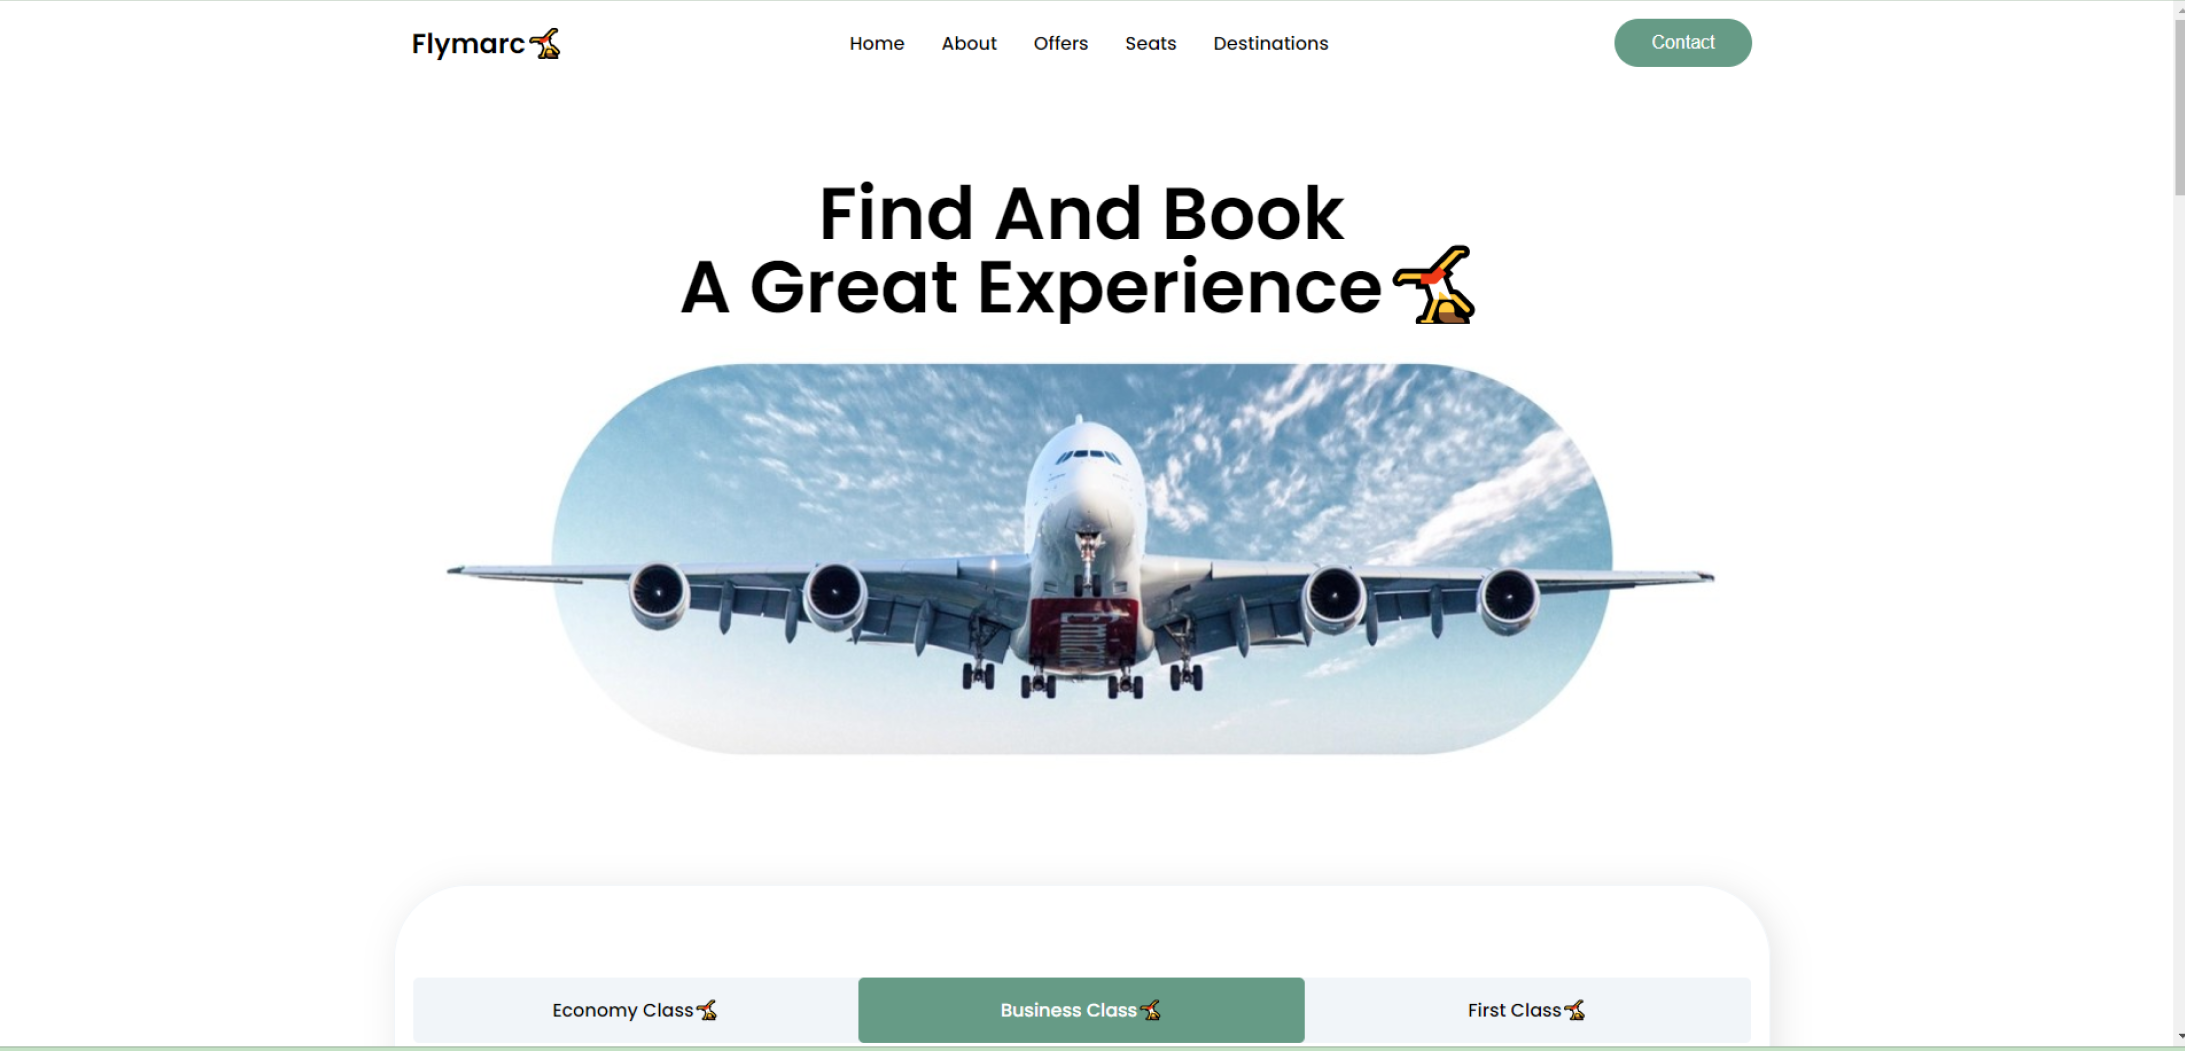 Flymarc🤸
Home About Offers Seats Destinations
Contact
Find And Book
A Great Experience🤸
Economy Class🤸 Business Class🤸 First Class🤸